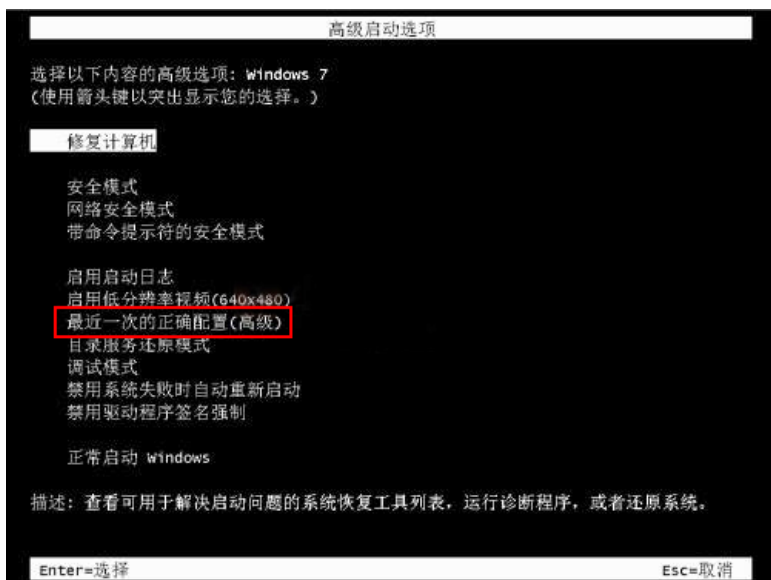 高级启动选项
选择以下内容的高级选项: Windows 7
(使用箭头键以突出显示您的选择。)
修复计算机
安全模式
网络安全模式
带命令提示符的安全模式
启用启动日志
启用低分辨率视频(640x480)
最近一次的正确配置(高级)
目录服务还原模式
调试模式
禁用系统失败时自动重新启动
禁用驱动程序签名强制
正常启动 Windows
描述: 查看可用于解决启动问题的系统恢复工具列表，运行诊断程序，或者还原系统。
Enter=选择
Esc=取消